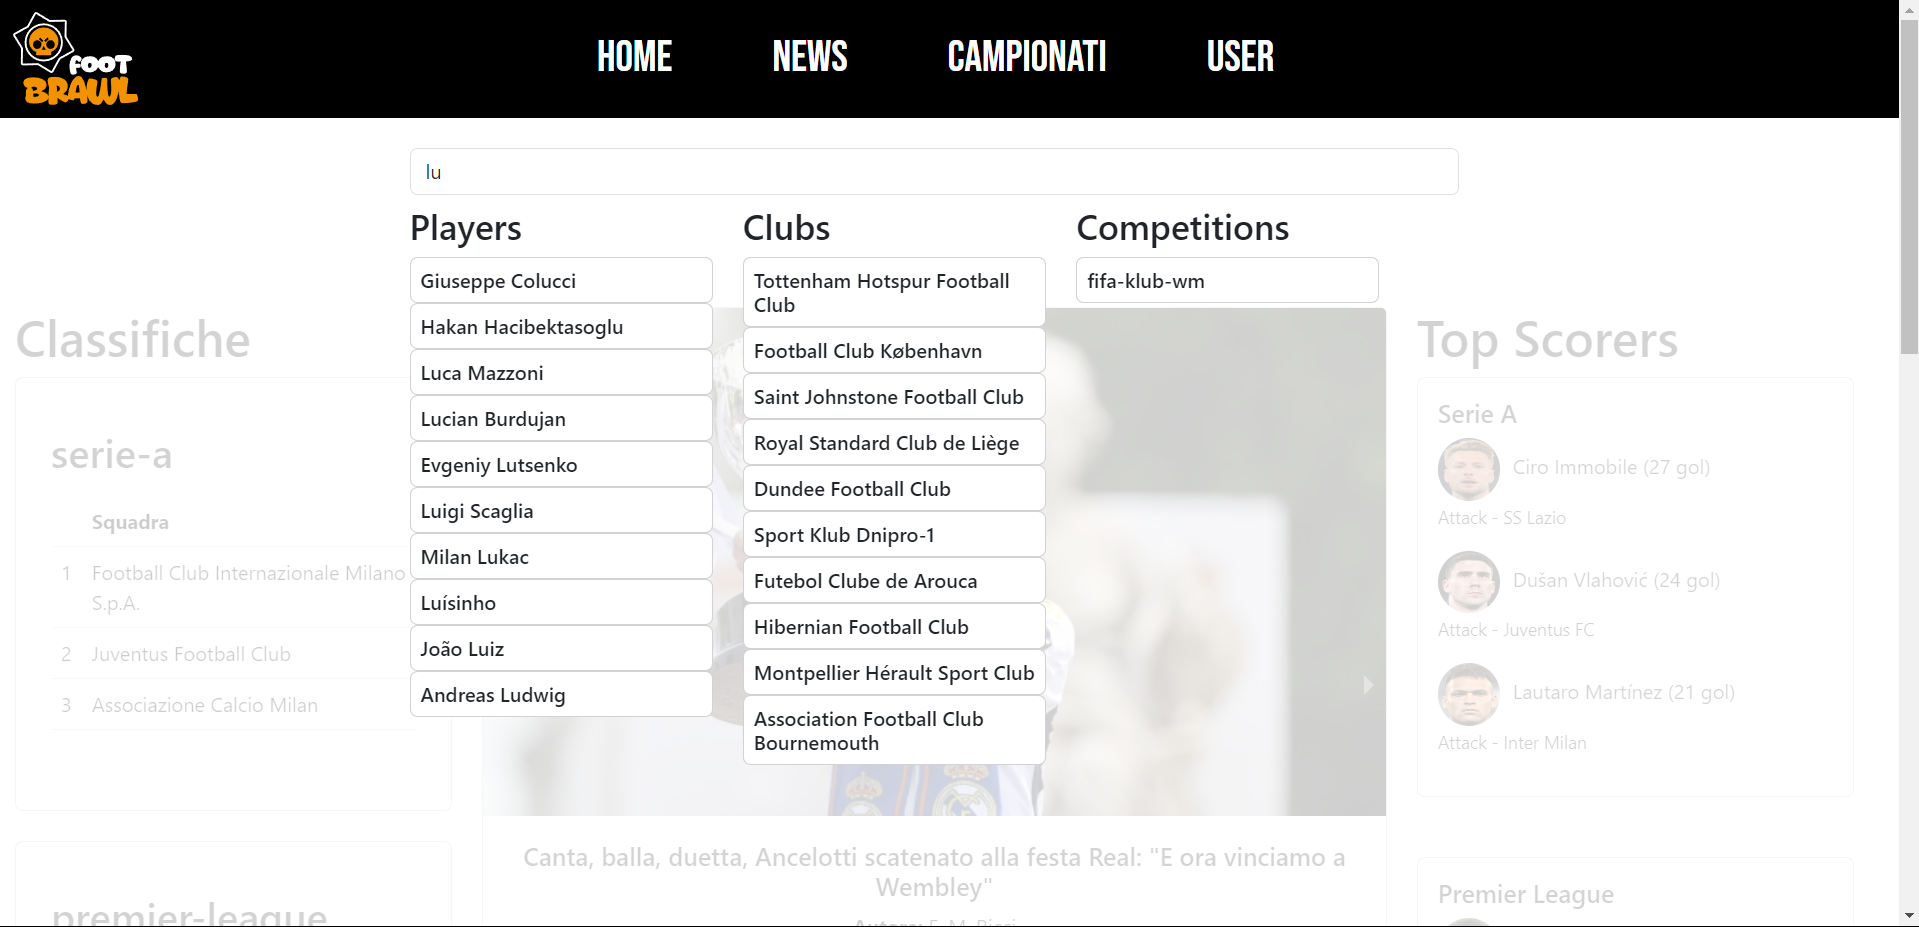 FOOT
BRAWL
HOME
NEWS
CAMPIONATI
USER
lu
Players
Giuseppe Colucci
Hakan Hacibektasoglu
Luca Mazzoni
Lucian Burdujan
Evgeniy Lutsenko
Luigi Scaglia
Milan Lukac
Luísinho
João Luiz
Andreas Ludwig
Clubs
Tottenham Hotspur Football
Club
Football Club København
Saint Johnstone Football Club
Royal Standard Club de Liège
Dundee Football Club
Sport Klub Dnipro-1
Futebol Clube de Arouca
Hibernian Football Club
Montpellier Hérault Sport Club
Association Football Club
Bournemouth
Competitions
fifa-klub-wm
Classifiche
serie-a
Squadra
1 Football Club Internazionale Milano
S.p.A.
2 Juventus Football Club
3 Associazione Calcio Milan
premier-league
Canta, balla, duetta, Ancelotti scatenato alla festa Real: "E ora vinciamo a
Wembley"
Autore: F. M. Ricci
Top Scorers
Serie A
Ciro Immobile (27 gol)
Attack - SS Lazio
Dušan Vlahović (24 gol)
Attack - Juventus FC
Lautaro Martínez (21 gol)
Attack - Inter Milan
Premier League